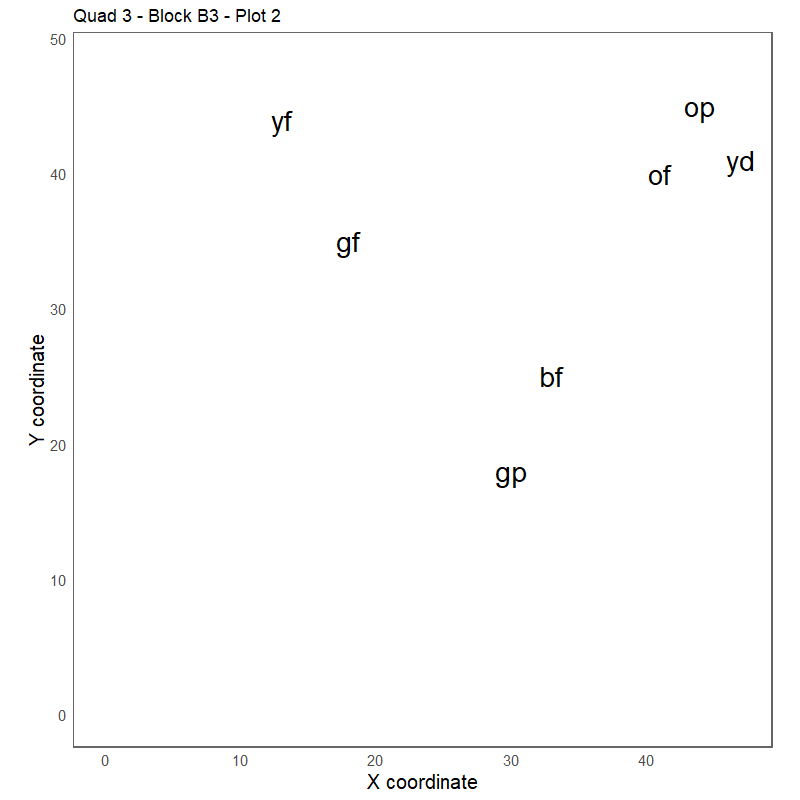 Quad 3 - Block B3 - Plot 2
50
op
yf
yd
40
of
gf
30
Y coordinate
bf
20
gp
10
0
0 10 20 30 40
X coordinate